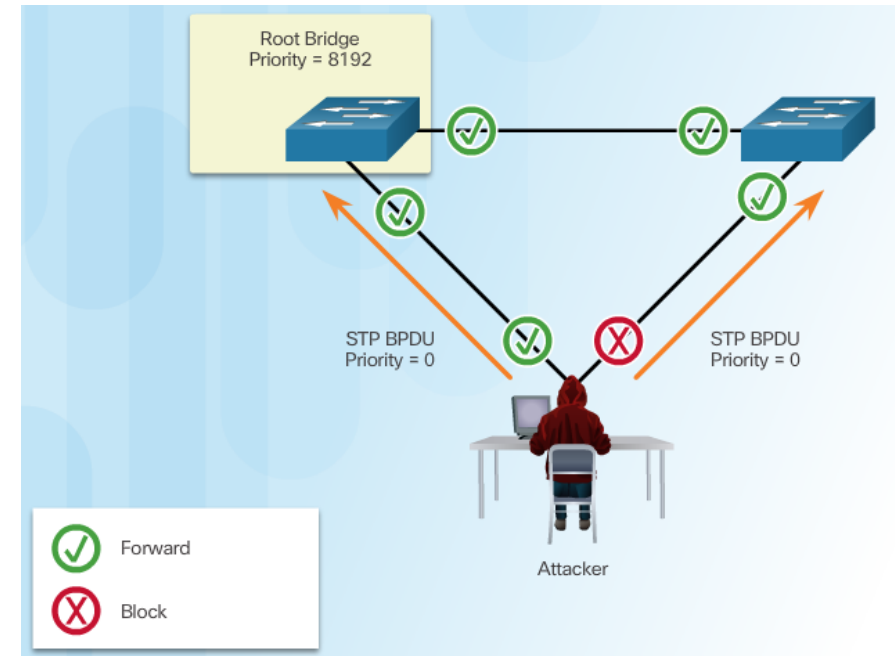 Root Bridge
Priority = 8192
STP BPDU
Priority = 0
STP BPDU
Priority = 0
Attacker
Forward
Block